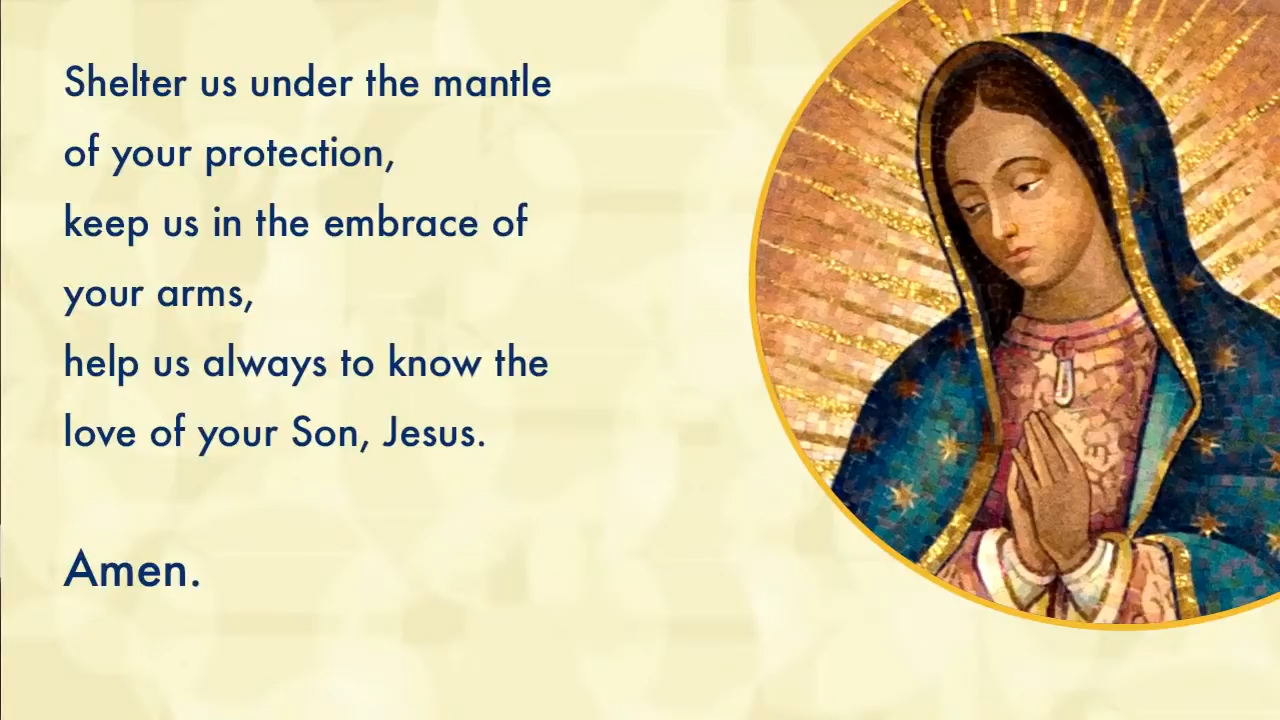 Shelter us under the mantle
of your protection,
keep us in the embrace of
your arms,
help us always to know the
love of your Son, Jesus.
Amen.